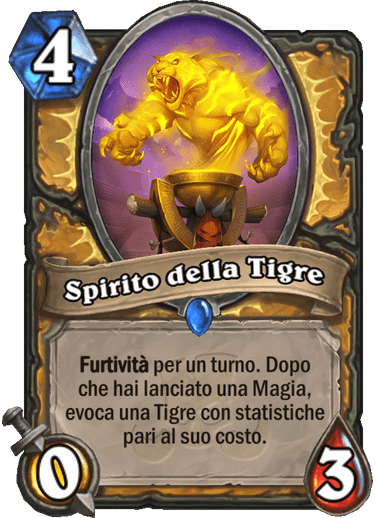 4
Spirito della Tigre
Furtività per un turno. Dopo
che hai lanciato una Magia,
evoca una Tigre con statistiche
pari al suo costo.
0
3